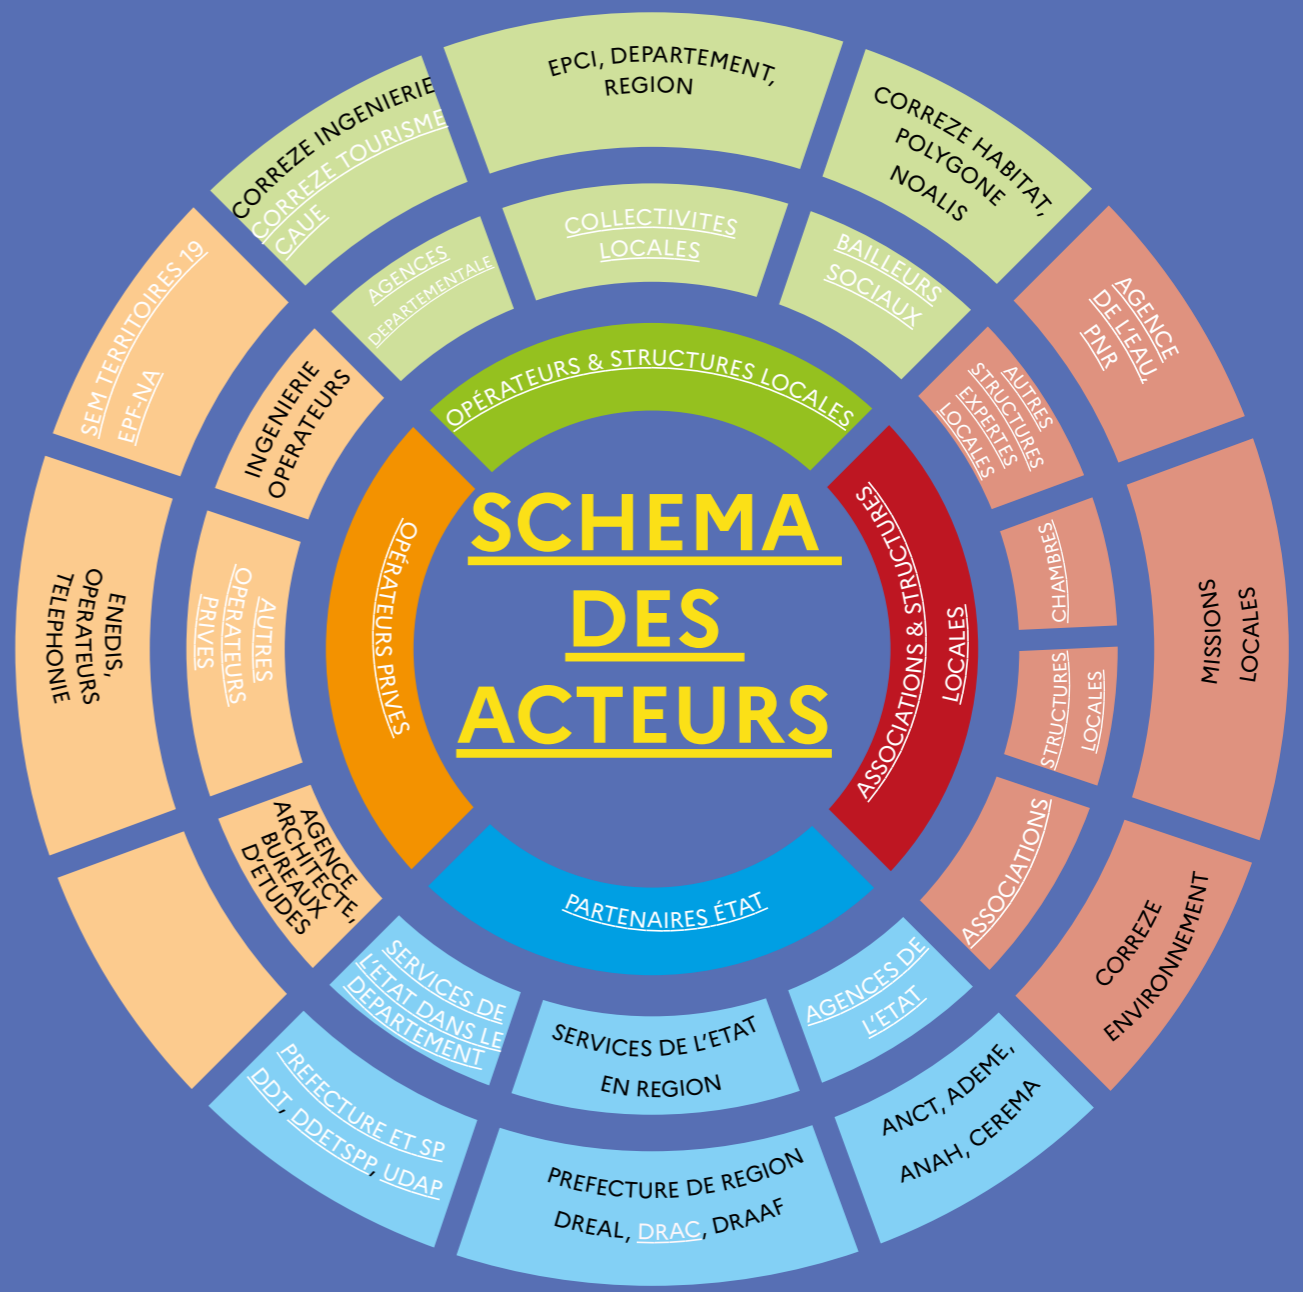 SCHEMA
DES
ACTEURS
OPÉRATEURS & STRUCTURES LOCALES
AGENCES
DEPARTEMENTALE
CORREZE INGENIERIE
CORREZE TOURISME
CAUE
COLLECTIVITES
LOCALES
EPCI, DEPARTEMENT,
REGION
BAILLEURS
SOCIAUX
CORREZE HABITAT,
POLYGONE
NOALIS
ASSOCIATIONS & STRUCTURES
LOCALES
AUTRES
STRUCTURES
EXPERTES
LOCALES
AGENCE
DE L'EAU,
PNR
CHAMBRES
STRUCTURES
LOCALES
MISSIONS
LOCALES
ASSOCIATIONS
CORREZE
ENVIRONNEMENT
PARTENAIRES ÉTAT
AGENCES DE
L'ETAT
ANCT, ADEME,
ANAH, CEREMA
SERVICES DE L'ETAT
EN REGION
PREFECTURE DE REGION
DREAL, DRAC, DRAAF
SERVICES DE
L'ETAT DANS LE
DEPARTEMENT
PREFECTURE ET SP
DDT, DDETSPP, UDAP
OPÉRATEURS PRIVES
AGENCE
ARCHITECTE,
BUREAUX
D'ETUDES
AUTRES
OPERATEURS
PRIVES
ENEDIS,
OPERATEURS
TELEPHONIE
INGENIERIE
OPERATEURS
SEM TERRITOIRES 19
EPF-NA